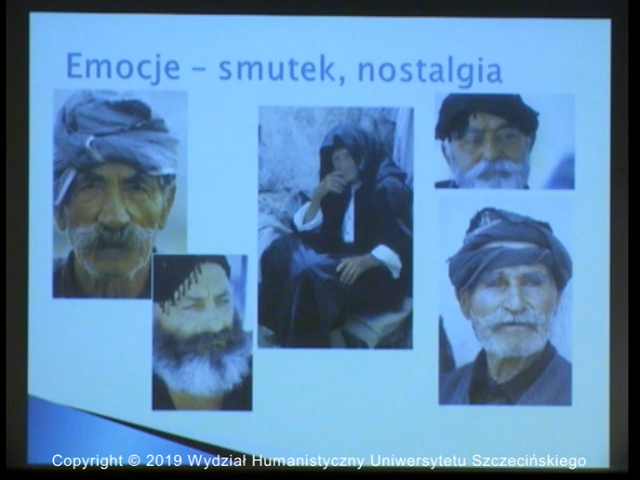 Emocje – smutek, nostalgia
Copyright © 2019 Wydział Humanistyczny Uniwersytetu Szczecińskiego